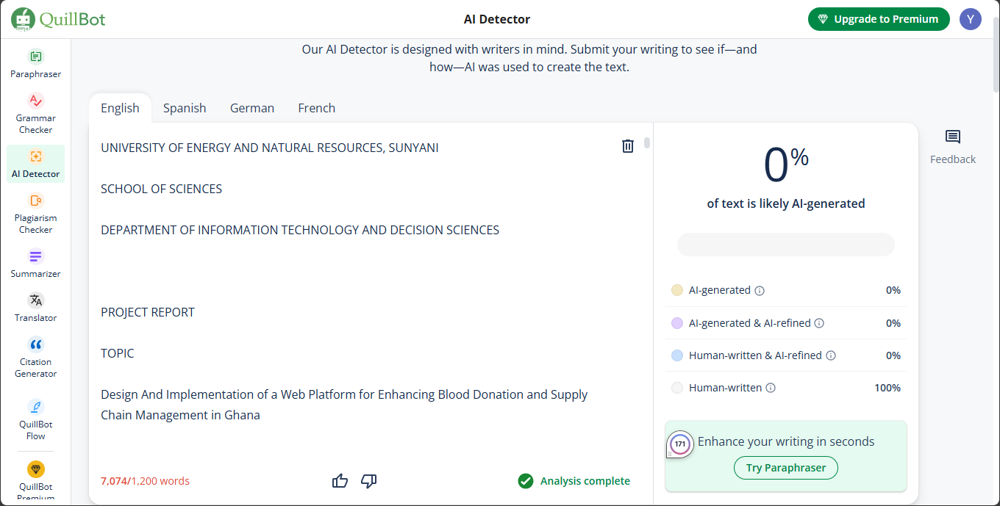 QuillBot
AI Detector
Upgrade to Premium
Y
Paraphraser
Grammar
Checker
AI Detector
Plagiarism
Checker
Summarizer
Translator
Citation
Generator
QuillBot
Flow
QuillBot
Premium
Our AI Detector is designed with writers in mind. Submit your writing to see if—and
how—AI was used to create the text.
English
Spanish
German
French
UNIVERSITY OF ENERGY AND NATURAL RESOURCES, SUNYANI
SCHOOL OF SCIENCES
DEPARTMENT OF INFORMATION TECHNOLOGY AND DECISION SCIENCES
PROJECT REPORT
TOPIC
Design And Implementation of a Web Platform for Enhancing Blood Donation and Supply
Chain Management in Ghana
7,074/1,200 words
Analysis complete
0%
of text is likely AI-generated
AI-generated 0%
AI-generated & AI-refined 0%
Human-written & AI-refined 0%
Human-written 100%
171
Enhance your writing in seconds
Try Paraphraser
Feedback